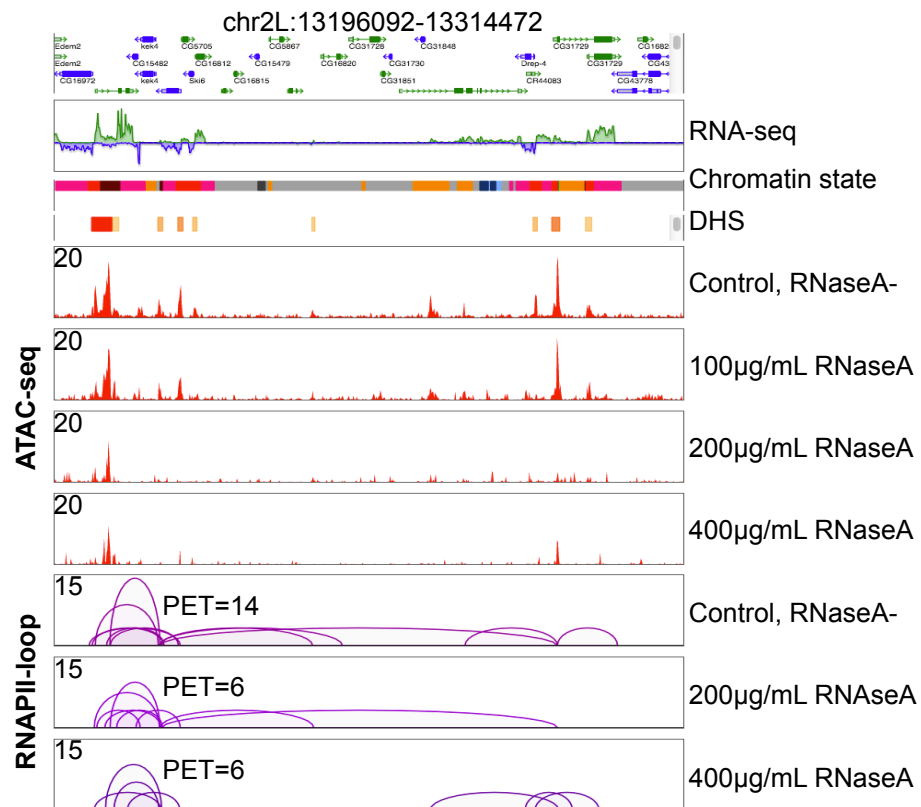 chr2L:13196092-13314472
Edem2 kek4 CG5705 CG5867 CG31728 CG31848 CG31729 CG1682
Edem2 CG15482 CG16812 CG15479 CG16820 CG31730 Drep-4 CG31729 CG43
CG16972 kek4 Ski6 CG16815 CG31851 CR44083 CG43778
RNA-seq
Chromatin state
DHS
ATAC-seq
20
Control, RNaseA-
20
100µg/mL RNaseA
20
200µg/mL RNaseA
20
400µg/mL RNaseA
RNAPII-loop
15
PET=14
Control, RNaseA-
15
PET=6
200µg/mL RNAseA
15
PET=6
400µg/mL RNaseA